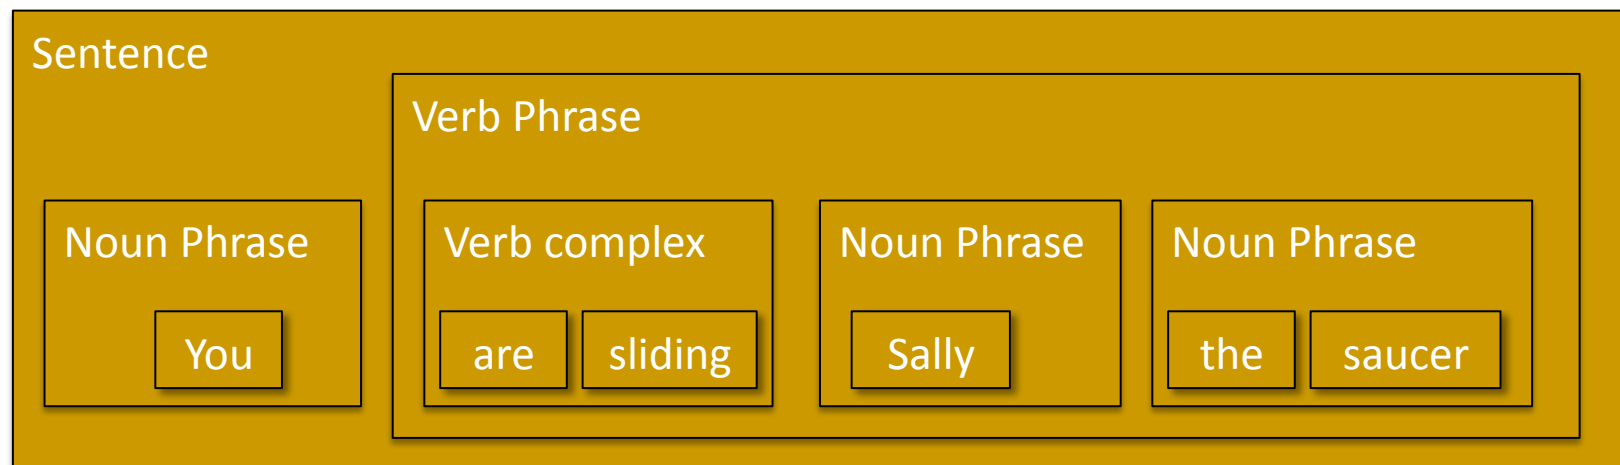 Sentence
Verb Phrase
Noun Phrase Verb complex Noun Phrase Noun Phrase
You are sliding Sally the saucer